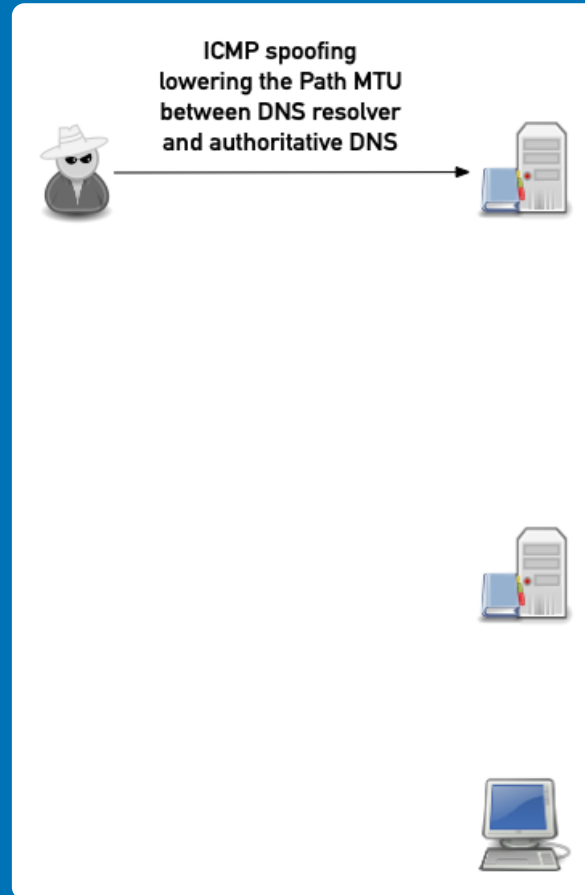 ICMP spoofing
lowering the Path MTU
between DNS resolver
and authoritative DNS